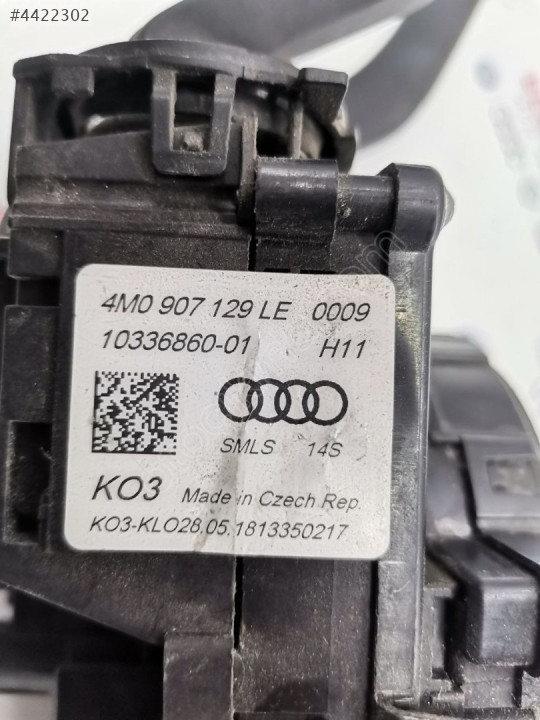 #4422302
4M0 907 129 LE 0009
10336860-01 H11
SMLS 14S
KO3 Made in Czech Rep.
KO3-KLO28.05.1813350217